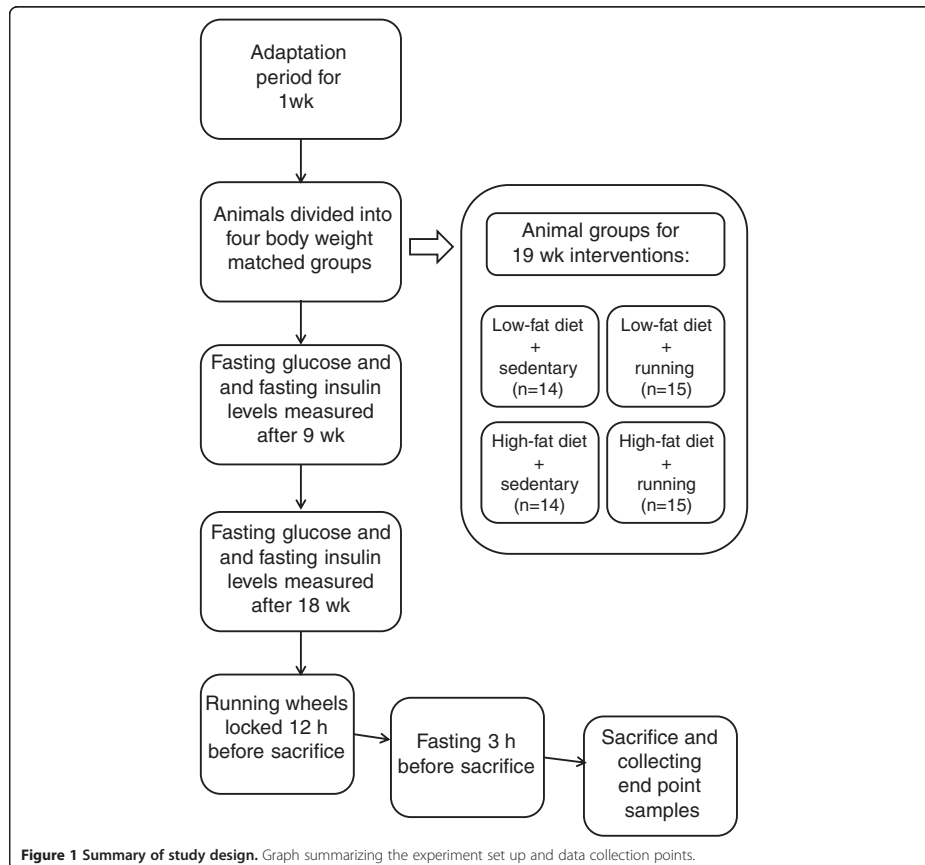 Adaptation
period for
1wk
Animals divided into
four body weight
matched groups
Animal groups for
19 wk interventions:
Low-fat diet
+
sedentary
(n=14)
Low-fat diet
+
running
(n=15)
High-fat diet
+
sedentary
(n=14)
High-fat diet
+
running
(n=15)
Fasting glucose and
and fasting insulin
levels measured
after 9 wk
Fasting glucose and
and fasting insulin
levels measured
after 18 wk
Running wheels
locked 12 h
before sacrifice
Fasting 3 h
before sacrifice
Sacrifice and
collecting
end point
samples
Figure 1 Summary of study design. Graph summarizing the experiment set up and data collection points.